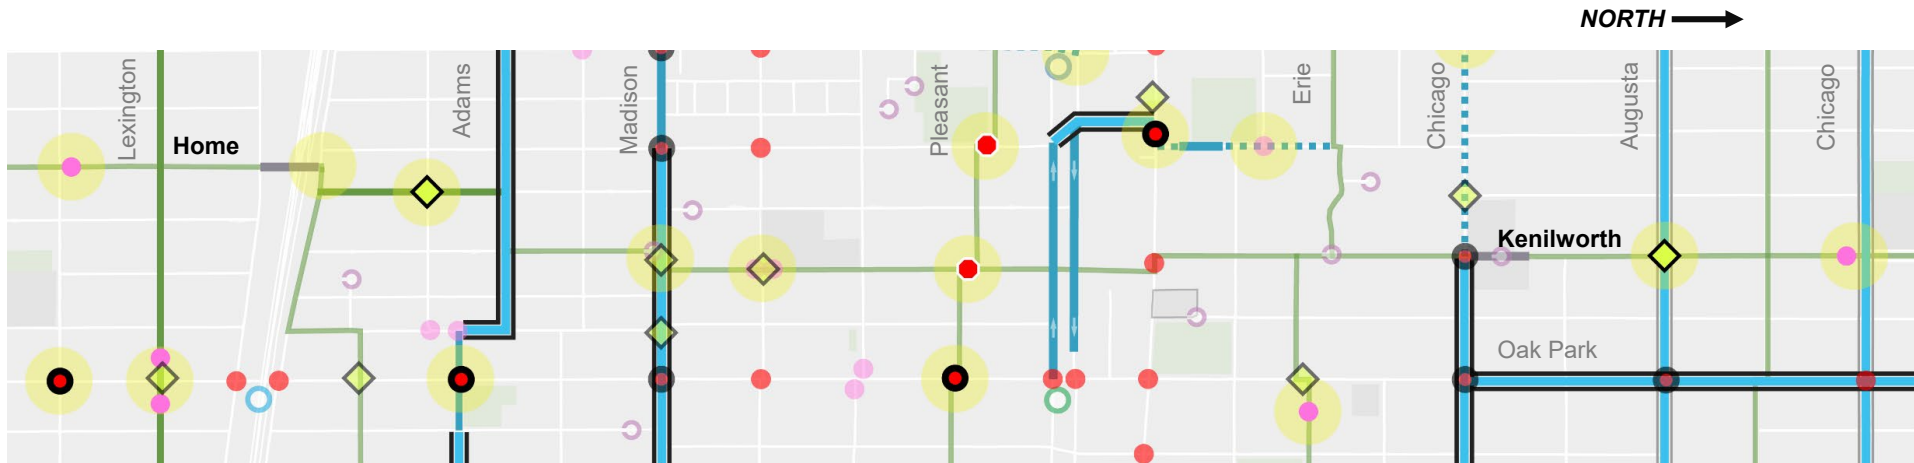 NORTH
Lexington
Home
Adams
Madison
Pleasant
Erie
Chicago
Augusta
Chicago
Kenilworth
Oak Park